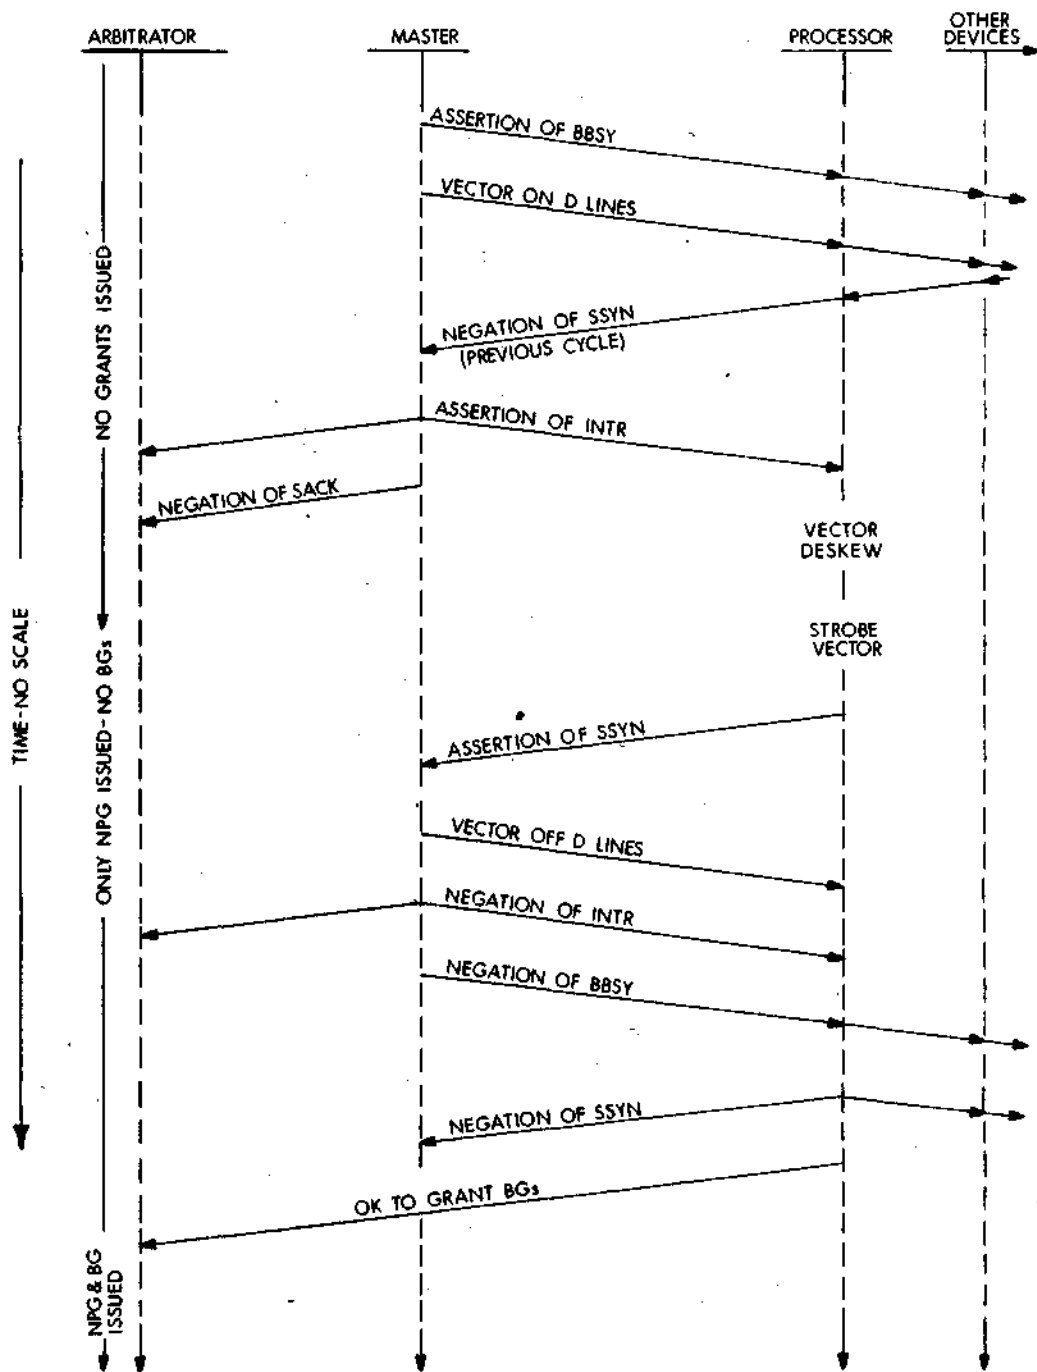 ARBITRATOR
MASTER
PROCESSOR
OTHER
DEVICES
ASSERTION OF BBSY
VECTOR ON D LINES
NEGATION OF SSYN
(PREVIOUS CYCLE)
ASSERTION OF INTR
NEGATION OF SACK
VECTOR
DESKEW
STROBE
VECTOR
ASSERTION OF SSYN
VECTOR OFF D LINES
NEGATION OF INTR
NEGATION OF BBSY
NEGATION OF SSYN
OK TO GRANT BGs
TIME-NO SCALE
NO GRANTS ISSUED
ONLY NPG ISSUED-NO BGs
NPG & BG
ISSUED